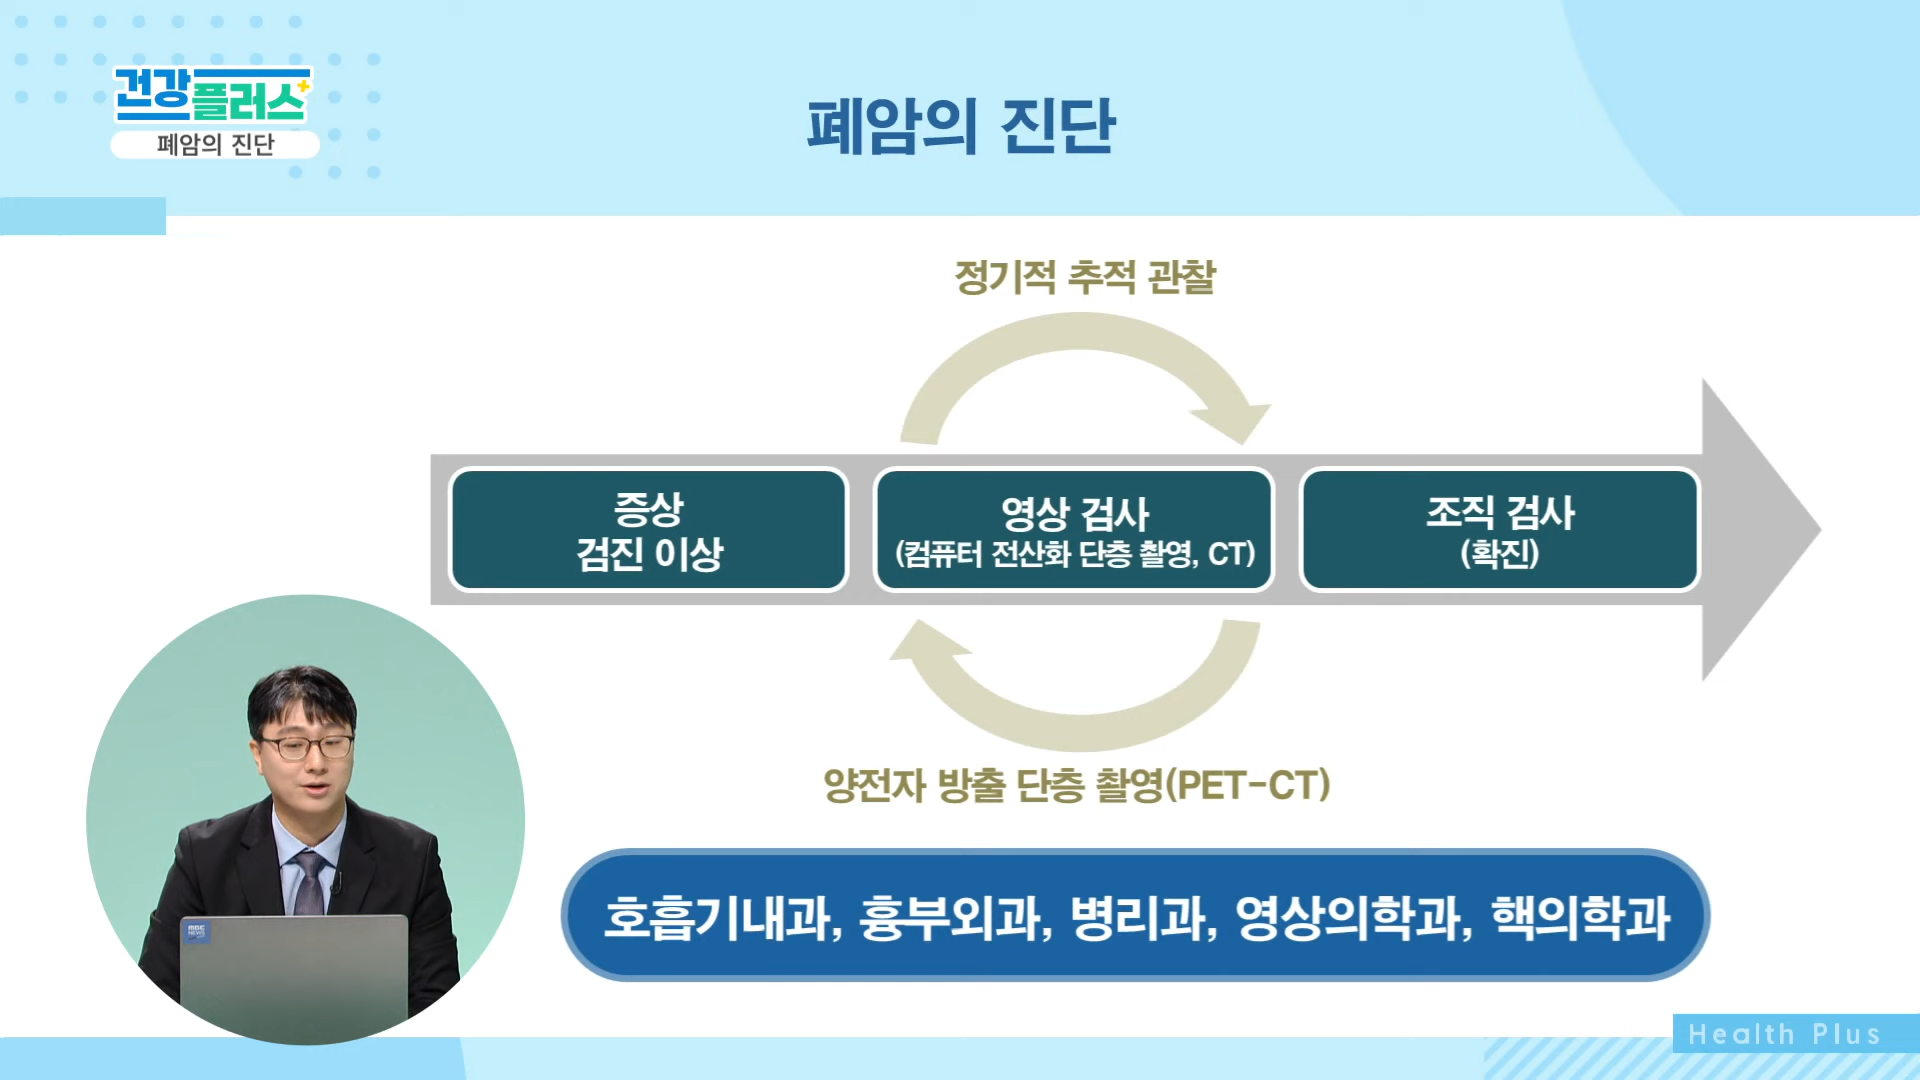 건강플러스+
폐암의 진단
폐암의 진단
정기적 추적 관찰
증상
검진 이상
영상 검사
(컴퓨터 전산화 단층 촬영, CT)
조직 검사
(확진)
양전자 방출 단층 촬영(PET-CT)
호흡기내과, 흉부외과, 병리과, 영상의학과, 핵의학과
MBC
NEWS
Health Plus